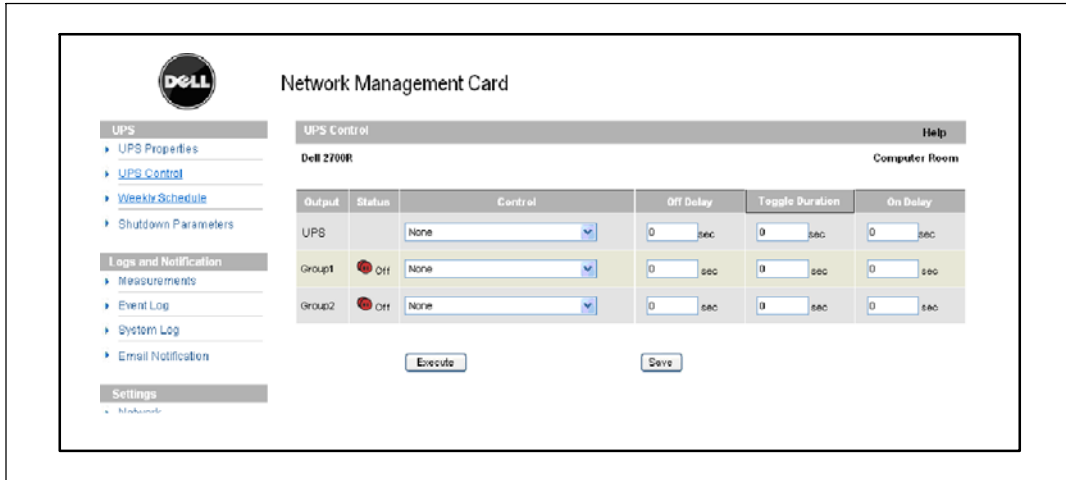 DELL
Network Management Card
UPS
UPS Properties
UPS Control
Weekly Schedule
Shutdown Parameters
Logs and Notification
Measurements
Event Log
System Log
Email Notification
Settings
Network
UPS Control Help
Dell 2700R Computer Room
Output Status Control Off Delay Toggle Duration On Delay
UPS None 0 sec 0 sec 0 sec
Group1 Off None 0 sec 0 sec 0 sec
Group2 Off None 0 sec 0 sec 0 sec
Execute Save